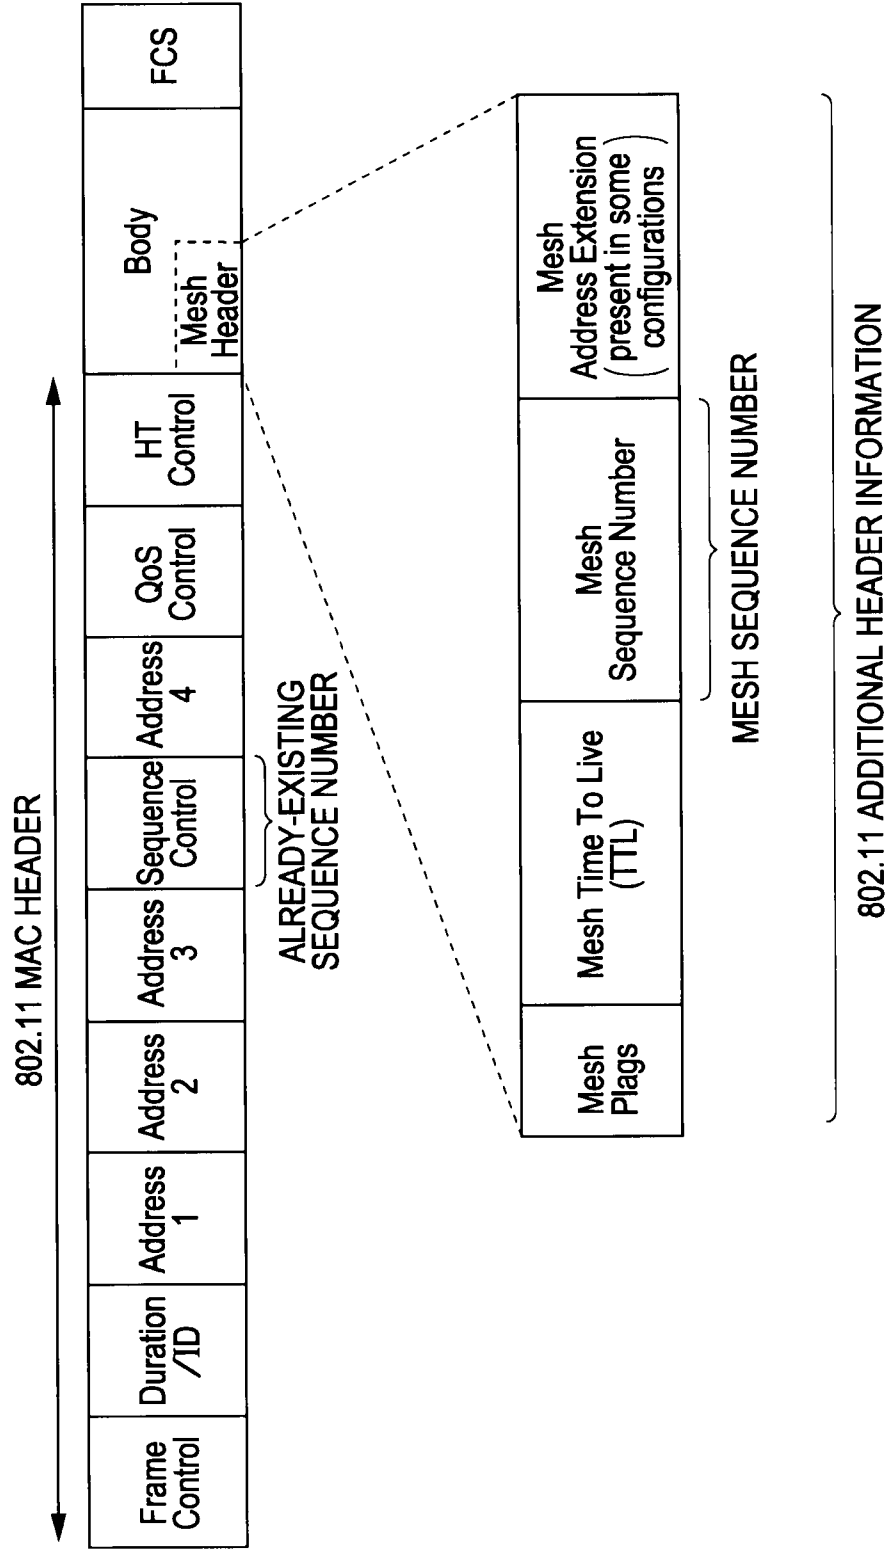 802.11 MAC HEADER
Frame
Control
Duration
/ID
Address
1
Address
2
Address
3
Sequence
Control
Address
4
QoS
Control
HT
Control
Body
Mesh
Header
FCS
ALREADY-EXISTING
SEQUENCE NUMBER
Mesh
Plags
Mesh Time To Live
(TTL)
Mesh
Sequence Number
Mesh
Address Extension
(present in some
configurations)
MESH SEQUENCE NUMBER
802.11 ADDITIONAL HEADER INFORMATION